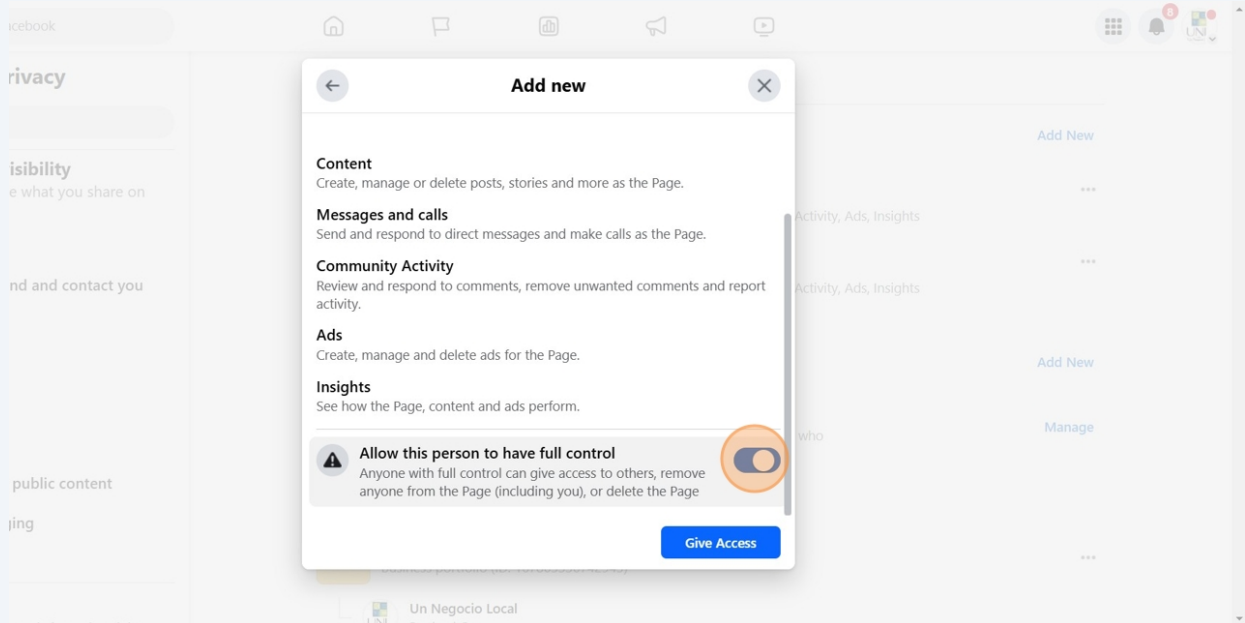 acebook
8
UNI
rivacy
Add new
Add New
Content
Create, manage or delete posts, stories and more as the Page.
isibility
e what you share on
Messages and calls
Send and respond to direct messages and make calls as the Page.
Activity, Ads, Insights
Community Activity
Review and respond to comments, remove unwanted comments and report
activity.
nd and contact you
Activity, Ads, Insights
Ads
Create, manage and delete ads for the Page.
Add New
Insights
See how the Page, content and ads perform.
who
Manage
Allow this person to have full control
Anyone with full control can give access to others, remove
anyone from the Page (including you), or delete the Page
public content
ging
Give Access
Un Negocio Local